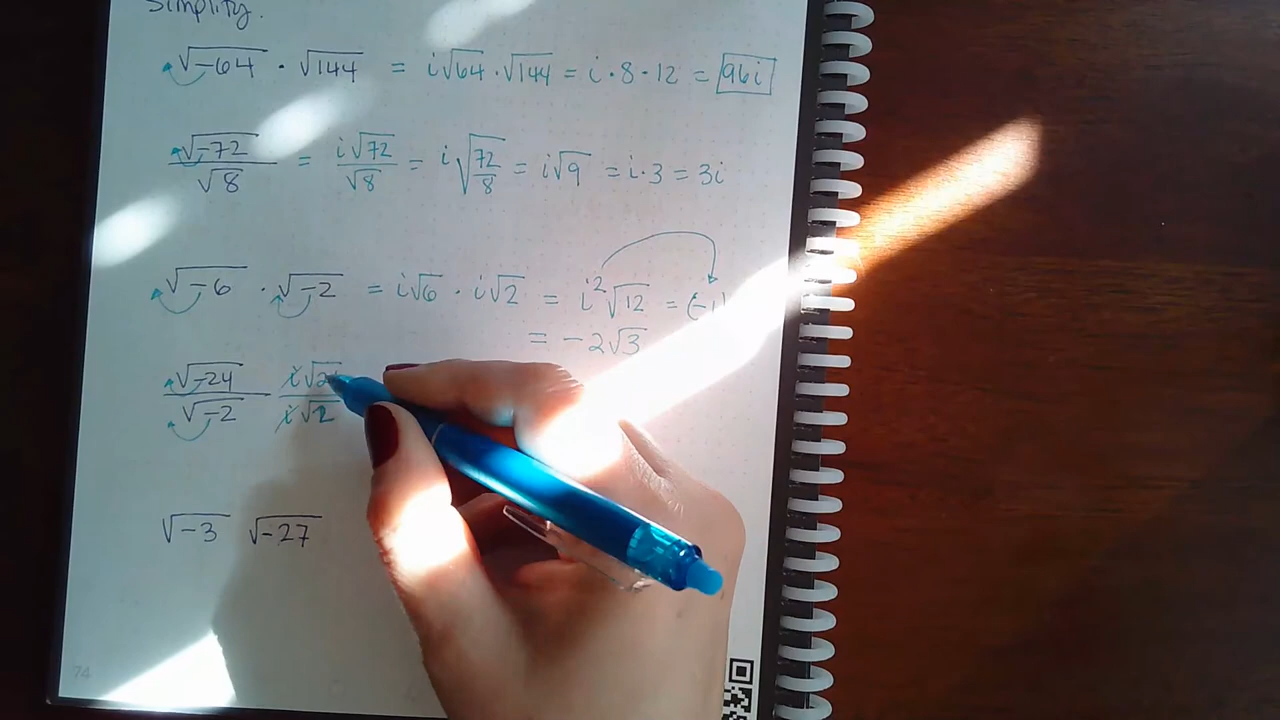 Simplify.
√-64 · √144 = i√64 · √144 = i · 8 · 12 = 96i
√-72/√8 = i√72/√8 = i√72/8 = i√9 = i · 3 = 3i
√-6 · √-2 = i√6 · i√2 = i²√12 = (-1)
= -2√3
√-24/√-2 i√2/i√2
√-3 √-27
74